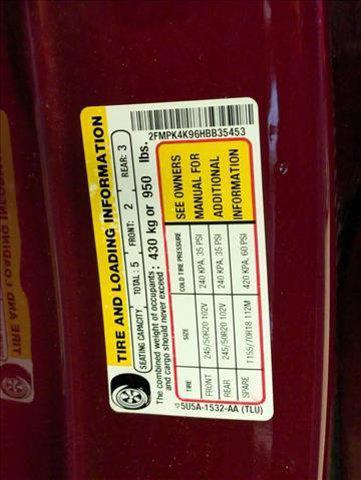 TIRE AND LOADING INFORMATION
SEATING CAPACITY TOTAL: 5 FRONT: 2 REAR: 3
The combined weight of occupants and cargo should never exceed: 430 kg or 950 lbs.
TIRE SIZE COLD TIRE PRESSURE
FRONT 245/50R20 102V 240 KPA, 35 PSI
REAR 245/50R20 102V 240 KPA, 35 PSI
SPARE T155/70R18 112M 420 KPA, 60 PSI
SEE OWNERS
MANUAL FOR
ADDITIONAL
INFORMATION
5USA-1532-AA (TLU)
2FMPK4K96HBB35453